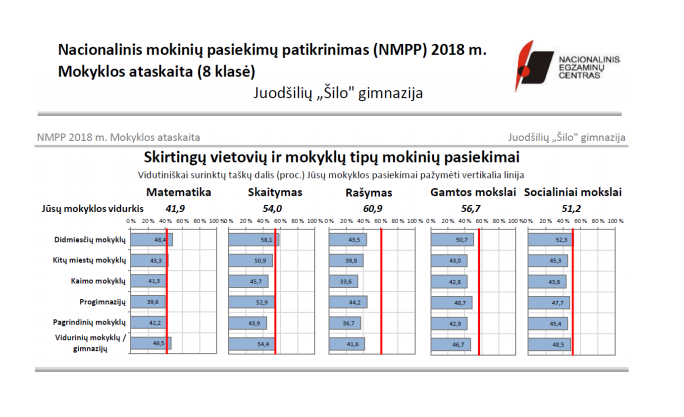 Nacionalinis mokinių pasiekimų patikrinimas (NMPP) 2018 m.
Mokyklos ataskaita (8 klasė)
Juodšilių „Šilo" gimnazija
NACIONALINIS
EGZAMINŲ
CENTRAS
NMPP 2018 m. Mokyklos ataskaita Juodšilių „Šilo" gimnazija
Skirtingų vietovių ir mokyklų tipų mokinių pasiekimai
Vidutiniškai surinktų taškų dalis (proc.) Jūsų mokyklos pasiekimai pažymėti vertikalia linija
Matematika Skaitymas Rašymas Gamtos mokslai Socialiniai mokslai
Jūsų mokyklos vidurkis 41,9 54,0 60,9 56,7 51,2
0% 20% 40% 60% 80% 100% 0% 20% 40% 60% 80% 100% 0% 20% 40% 60% 80% 100% 0% 20% 40% 60% 80% 100% 0% 20% 40% 60% 80% 100%
Didmiesčių mokyklų 48,4 58,1 43,5 50,7 52,3
Kitų miestų mokyklų 43,3 50,9 39,8 43,0 45,3
Kaimo mokyklų 41,3 45,7 33,6 42,8 43,8
Progimnazijų 39,6 52,9 44,2 48,7 47,7
Pagrindinių mokyklų 42,2 43,9 36,7 42,9 45,4
Vidurinių mokyklų / gimnazijų 46,5 54,4 41,6 46,7 48,5